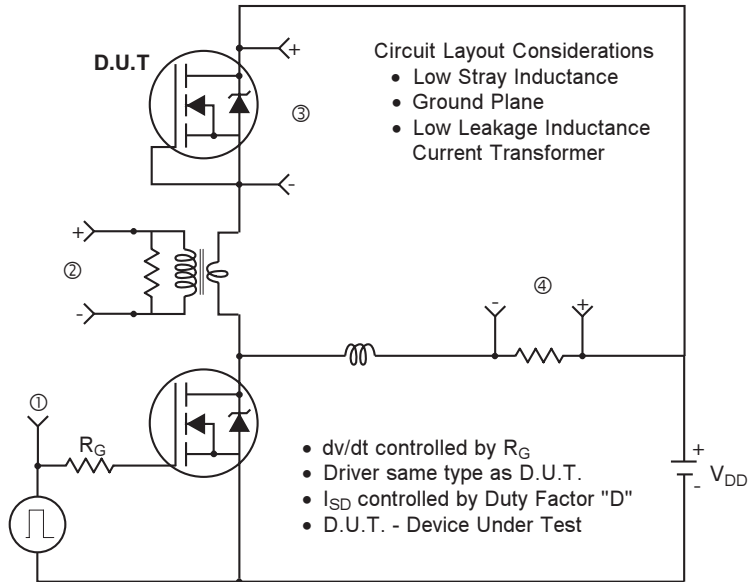 D.U.T
+
③
-
Circuit Layout Considerations
• Low Stray Inductance
• Ground Plane
• Low Leakage Inductance
Current Transformer
+
②
-
-
④
+
①
R_G
• dv/dt controlled by R_G
• Driver same type as D.U.T.
• I_SD controlled by Duty Factor "D"
• D.U.T. - Device Under Test
+
V_DD
-